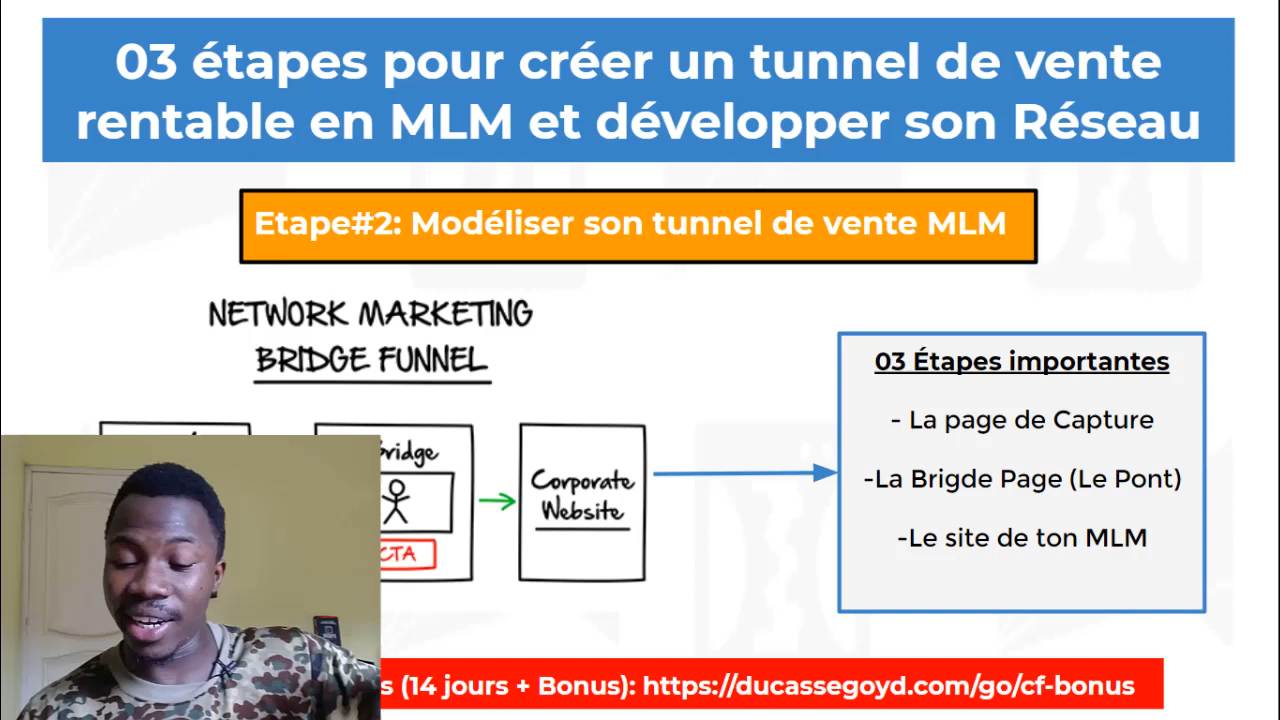 03 étapes pour créer un tunnel de vente
rentable en MLM et développer son Réseau
Etape#2: Modéliser son tunnel de vente MLM
NETWORK MARKETING
BRIDGE FUNNEL
ridge
CTA
Corporate
Website
03 Étapes importantes
- La page de Capture
-La Brigde Page (Le Pont)
-Le site de ton MLM
s (14 jours + Bonus): https://ducassegoyd.com/go/cf-bonus